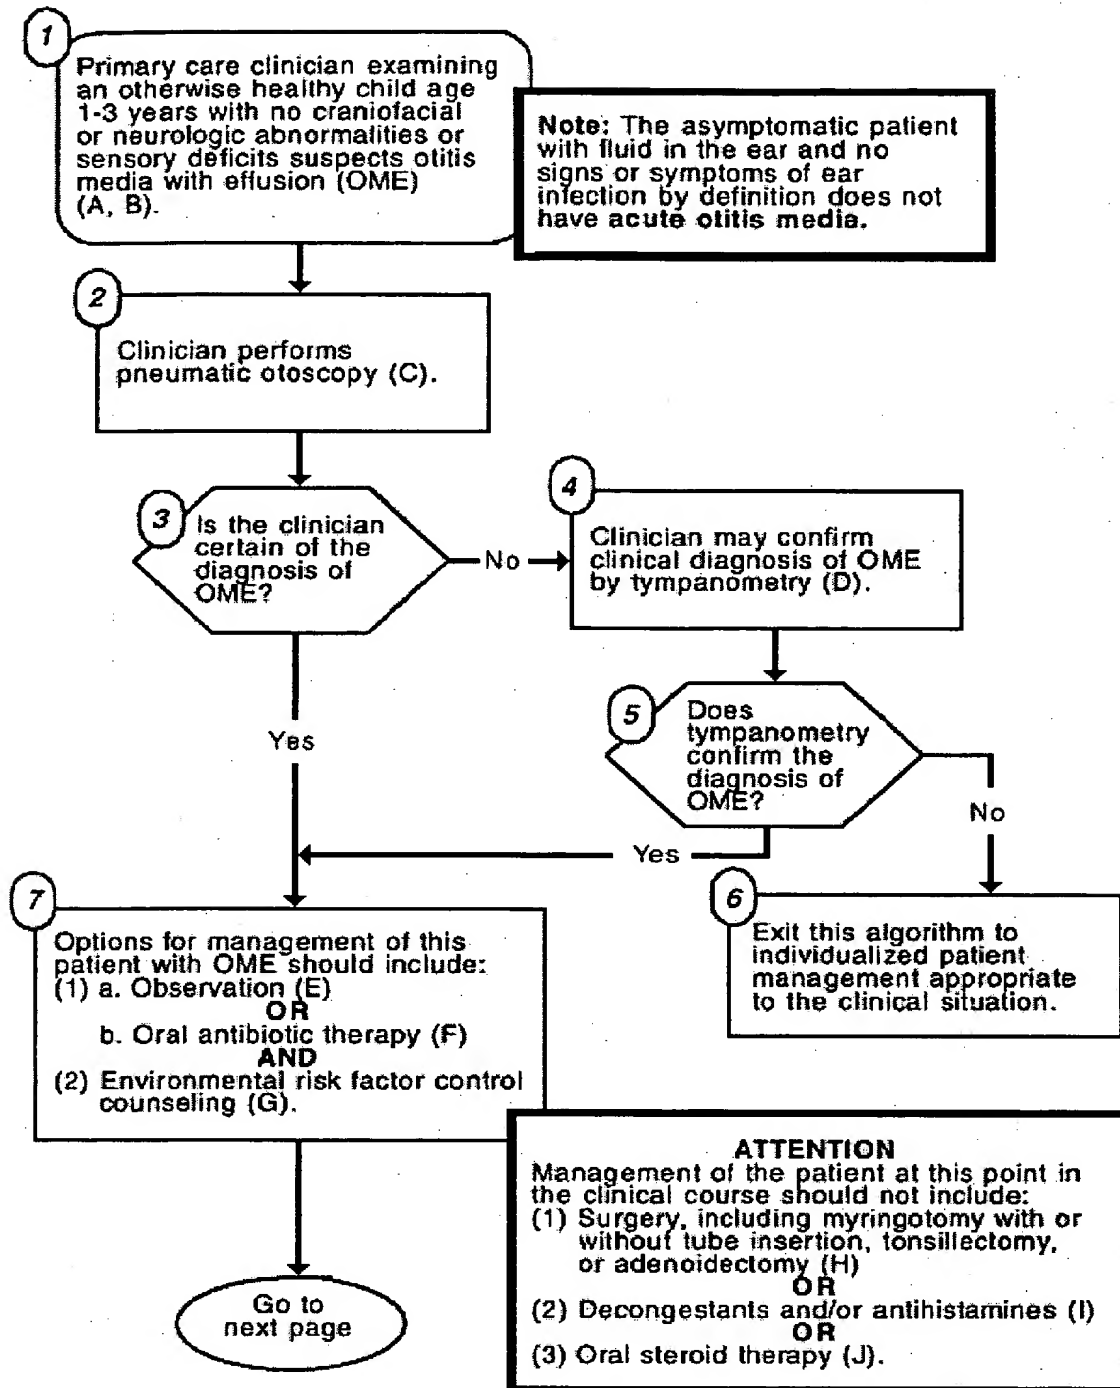 1
Primary care clinician examining
an otherwise healthy child age
1-3 years with no craniofacial
or neurologic abnormalities or
sensory deficits suspects otitis
media with effusion (OME)
(A, B).
Note: The asymptomatic patient
with fluid in the ear and no
signs or symptoms of ear
infection by definition does not
have acute otitis media.
2
Clinician performs
pneumatic otoscopy (C).
3
Is the clinician
certain of the
diagnosis of
OME?
No
4
Clinician may confirm
clinical diagnosis of OME
by tympanometry (D).
Yes
5
Does
tympanometry
confirm the
diagnosis of
OME?
No
Yes
6
Exit this algorithm to
individualized patient
management appropriate
to the clinical situation.
7
Options for management of this
patient with OME should include:
(1) a. Observation (E)
OR
b. Oral antibiotic therapy (F)
AND
(2) Environmental risk factor control
counseling (G).
ATTENTION
Management of the patient at this point in
the clinical course should not include:
(1) Surgery, including myringotomy with or
without tube insertion, tonsillectomy,
or adenoidectomy (H)
OR
(2) Decongestants and/or antihistamines (I)
OR
(3) Oral steroid therapy (J).
Go to
next page